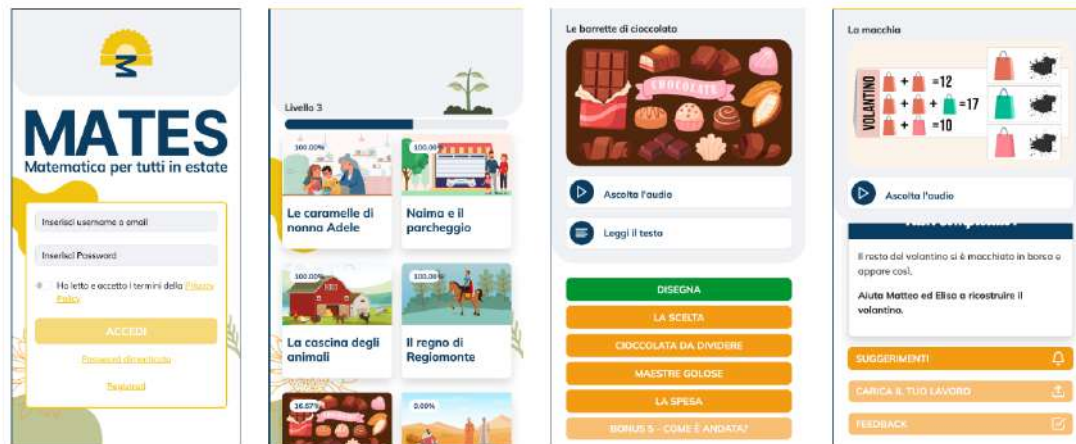 MATES
Matematica per tutti in estate
Inserisci username o email
Inserisci Password
Ho letto e accetto i termini della Privacy
Policy
ACCEDI
Password dimenticata
Registrati
Livello 3
100.00%
100.00%
Le caramelle di
nonna Adele
Naima e il
parcheggio
100.00%
100.00%
La cascina degli
animali
Il regno di
Regiomonte
16.67%
0.00%
Le barrette di cioccolata
CHOCOLATE
Ascolta l'audio
Leggi il testo
DISEGNA
LA SCELTA
CIOCCOLATA DA DIVIDERE
MAESTRE GOLOSE
LA SPESA
BONUS 5 - COME È ANDATA?
La macchia
VOLANTINO
+ =12
+ + =17
+ =10
Ascolta l'audio
Il resto del volantino si è macchiato in borsa e
appare così.
Aiuta Matteo ed Elisa a ricostruire il
volantino.
SUGGERIMENTI
CARICA IL TUO LAVORO
FEEDBACK